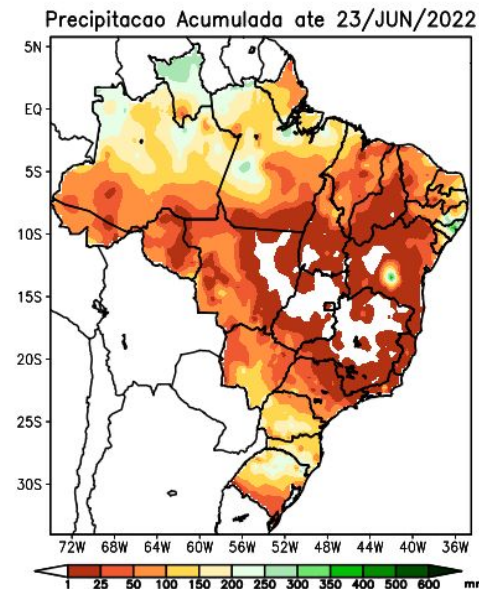 Precipitacao Acumulada ate 23/JUN/2022
5N
EQ
5S
10S
15S
20S
25S
30S
72W 68W 64W 60W 56W 52W 48W 44W 40W 36W
1 25 50 100 150 200 250 300 350 400 500 600 mm